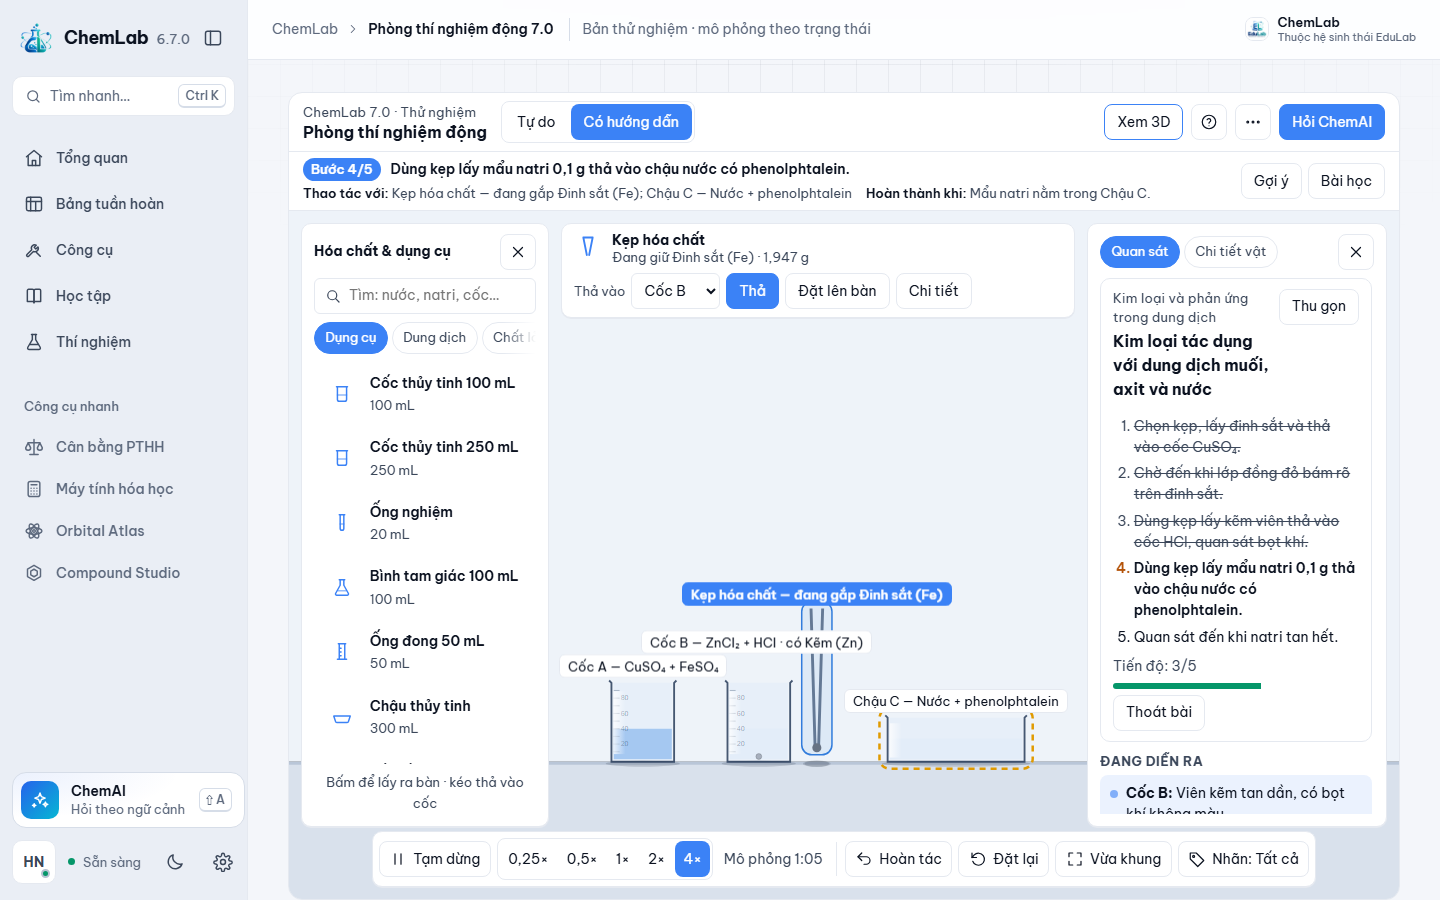 ChemLab 6.7.0
Tìm nhanh... Ctrl K
Tổng quan
Bảng tuần hoàn
Công cụ
Học tập
Thí nghiệm
Công cụ nhanh
Cân bằng PTHH
Máy tính hóa học
Orbital Atlas
Compound Studio
ChemAI
Hỏi theo ngữ cảnh
⇧A
HN
Sẵn sàng
ChemLab > Phòng thí nghiệm động 7.0 Bản thử nghiệm · mô phỏng theo trạng thái
ChemLab
Thuộc hệ sinh thái EduLab
ChemLab 7.0 · Thử nghiệm
Phòng thí nghiệm động
Tự do Có hướng dẫn
Xem 3D
Hỏi ChemAI
Bước 4/5 Dùng kẹp lấy mẩu natri 0,1 g thả vào chậu nước có phenolphtalein.
Thao tác với: Kẹp hóa chất — đang gắp Đinh sắt (Fe); Chậu C — Nước + phenolphtalein Hoàn thành khi: Mẩu natri nằm trong Chậu C.
Gợi ý Bài học
Hóa chất & dụng cụ
Tìm: nước, natri, cốc...
Dụng cụ Dung dịch Chất
Cốc thủy tinh 100 mL
100 mL
Cốc thủy tinh 250 mL
250 mL
Ống nghiệm
20 mL
Bình tam giác 100 mL
100 mL
Ống đong 50 mL
50 mL
Chậu thủy tinh
300 mL
Bấm để lấy ra bàn · kéo thả vào
cốc
Kẹp hóa chất
Đang giữ Đinh sắt (Fe) · 1,947 g
Thả vào Cốc B Thả Đặt lên bàn Chi tiết
Kẹp hóa chất — đang gắp Đinh sắt (Fe)
Cốc B — ZnCl₂ + HCl · có Kẽm (Zn)
Cốc A — CuSO₄ + FeSO₄
Chậu C — Nước + phenolphtalein
80
60
40
20
80
60
40
20
Quan sát Chi tiết vật
Kim loại và phản ứng
trong dung dịch
Thu gọn
Kim loại tác dụng
với dung dịch muối,
axit và nước
1. Chọn kẹp, lấy đinh sắt và thả
vào cốc CuSO₄.
2. Chờ đến khi lớp đồng đỏ bám rõ
trên đinh sắt.
3. Dùng kẹp lấy kẽm viên thả vào
cốc HCl, quan sát bọt khí.
4. Dùng kẹp lấy mẩu natri 0,1 g thả
vào chậu nước có
phenolphtalein.
5. Quan sát đến khi natri tan hết.
Tiến độ: 3/5
Thoát bài
ĐANG DIỄN RA
Cốc B: Viên kẽm tan dần, có bọt
khí không màu
Tạm dừng
0,25× 0,5× 1× 2× 4×
Mô phỏng 1:05
Hoàn tác Đặt lại Vừa khung Nhãn: Tất cả